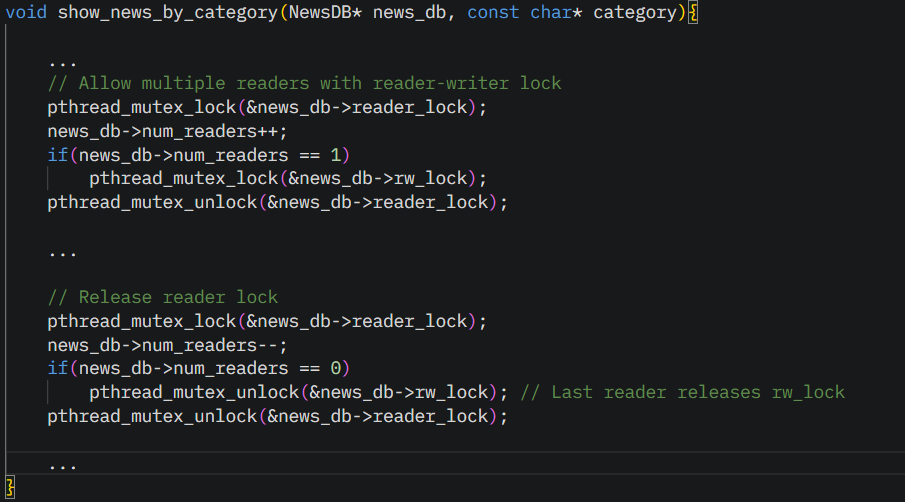 void show_news_by_category(NewsDB* news_db, const char* category){
...
// Allow multiple readers with reader-writer lock
pthread_mutex_lock(&news_db->reader_lock);
news_db->num_readers++;
if(news_db->num_readers == 1)
pthread_mutex_lock(&news_db->rw_lock);
pthread_mutex_unlock(&news_db->reader_lock);
...
// Release reader lock
pthread_mutex_lock(&news_db->reader_lock);
news_db->num_readers--;
if(news_db->num_readers == 0)
pthread_mutex_unlock(&news_db->rw_lock); // Last reader releases rw_lock
pthread_mutex_unlock(&news_db->reader_lock);
...
}